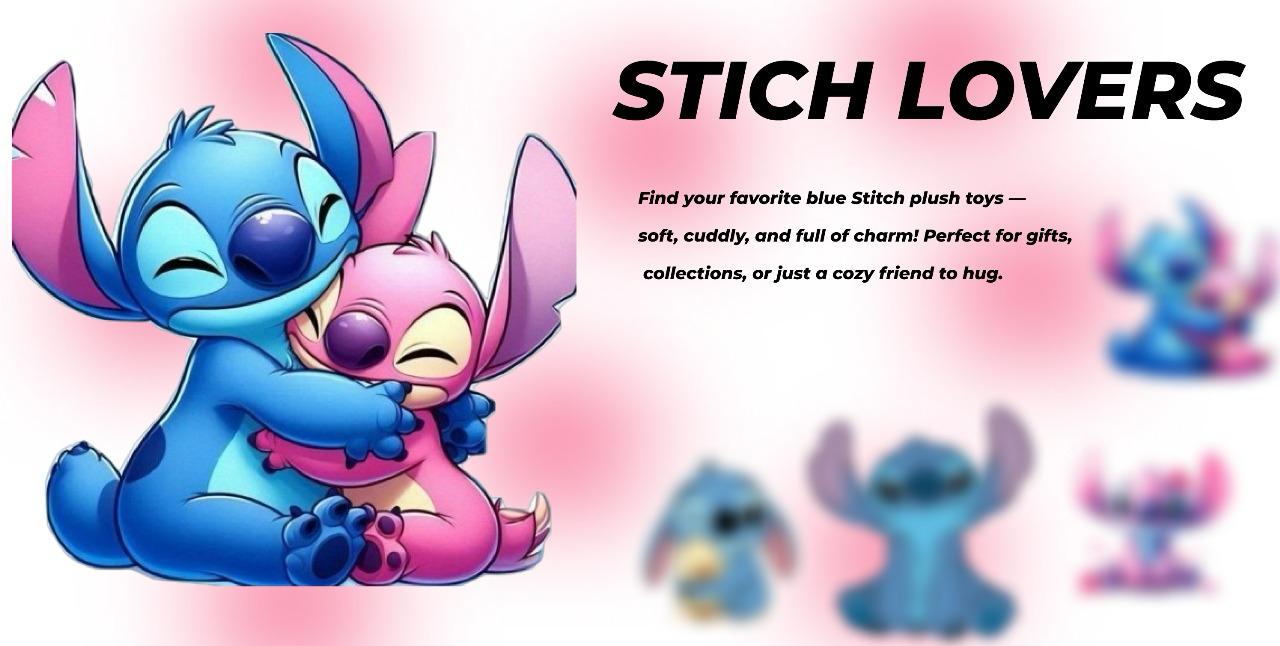 STICH LOVERS
Find your favorite blue Stitch plush toys —
soft, cuddly, and full of charm! Perfect for gifts,
collections, or just a cozy friend to hug.